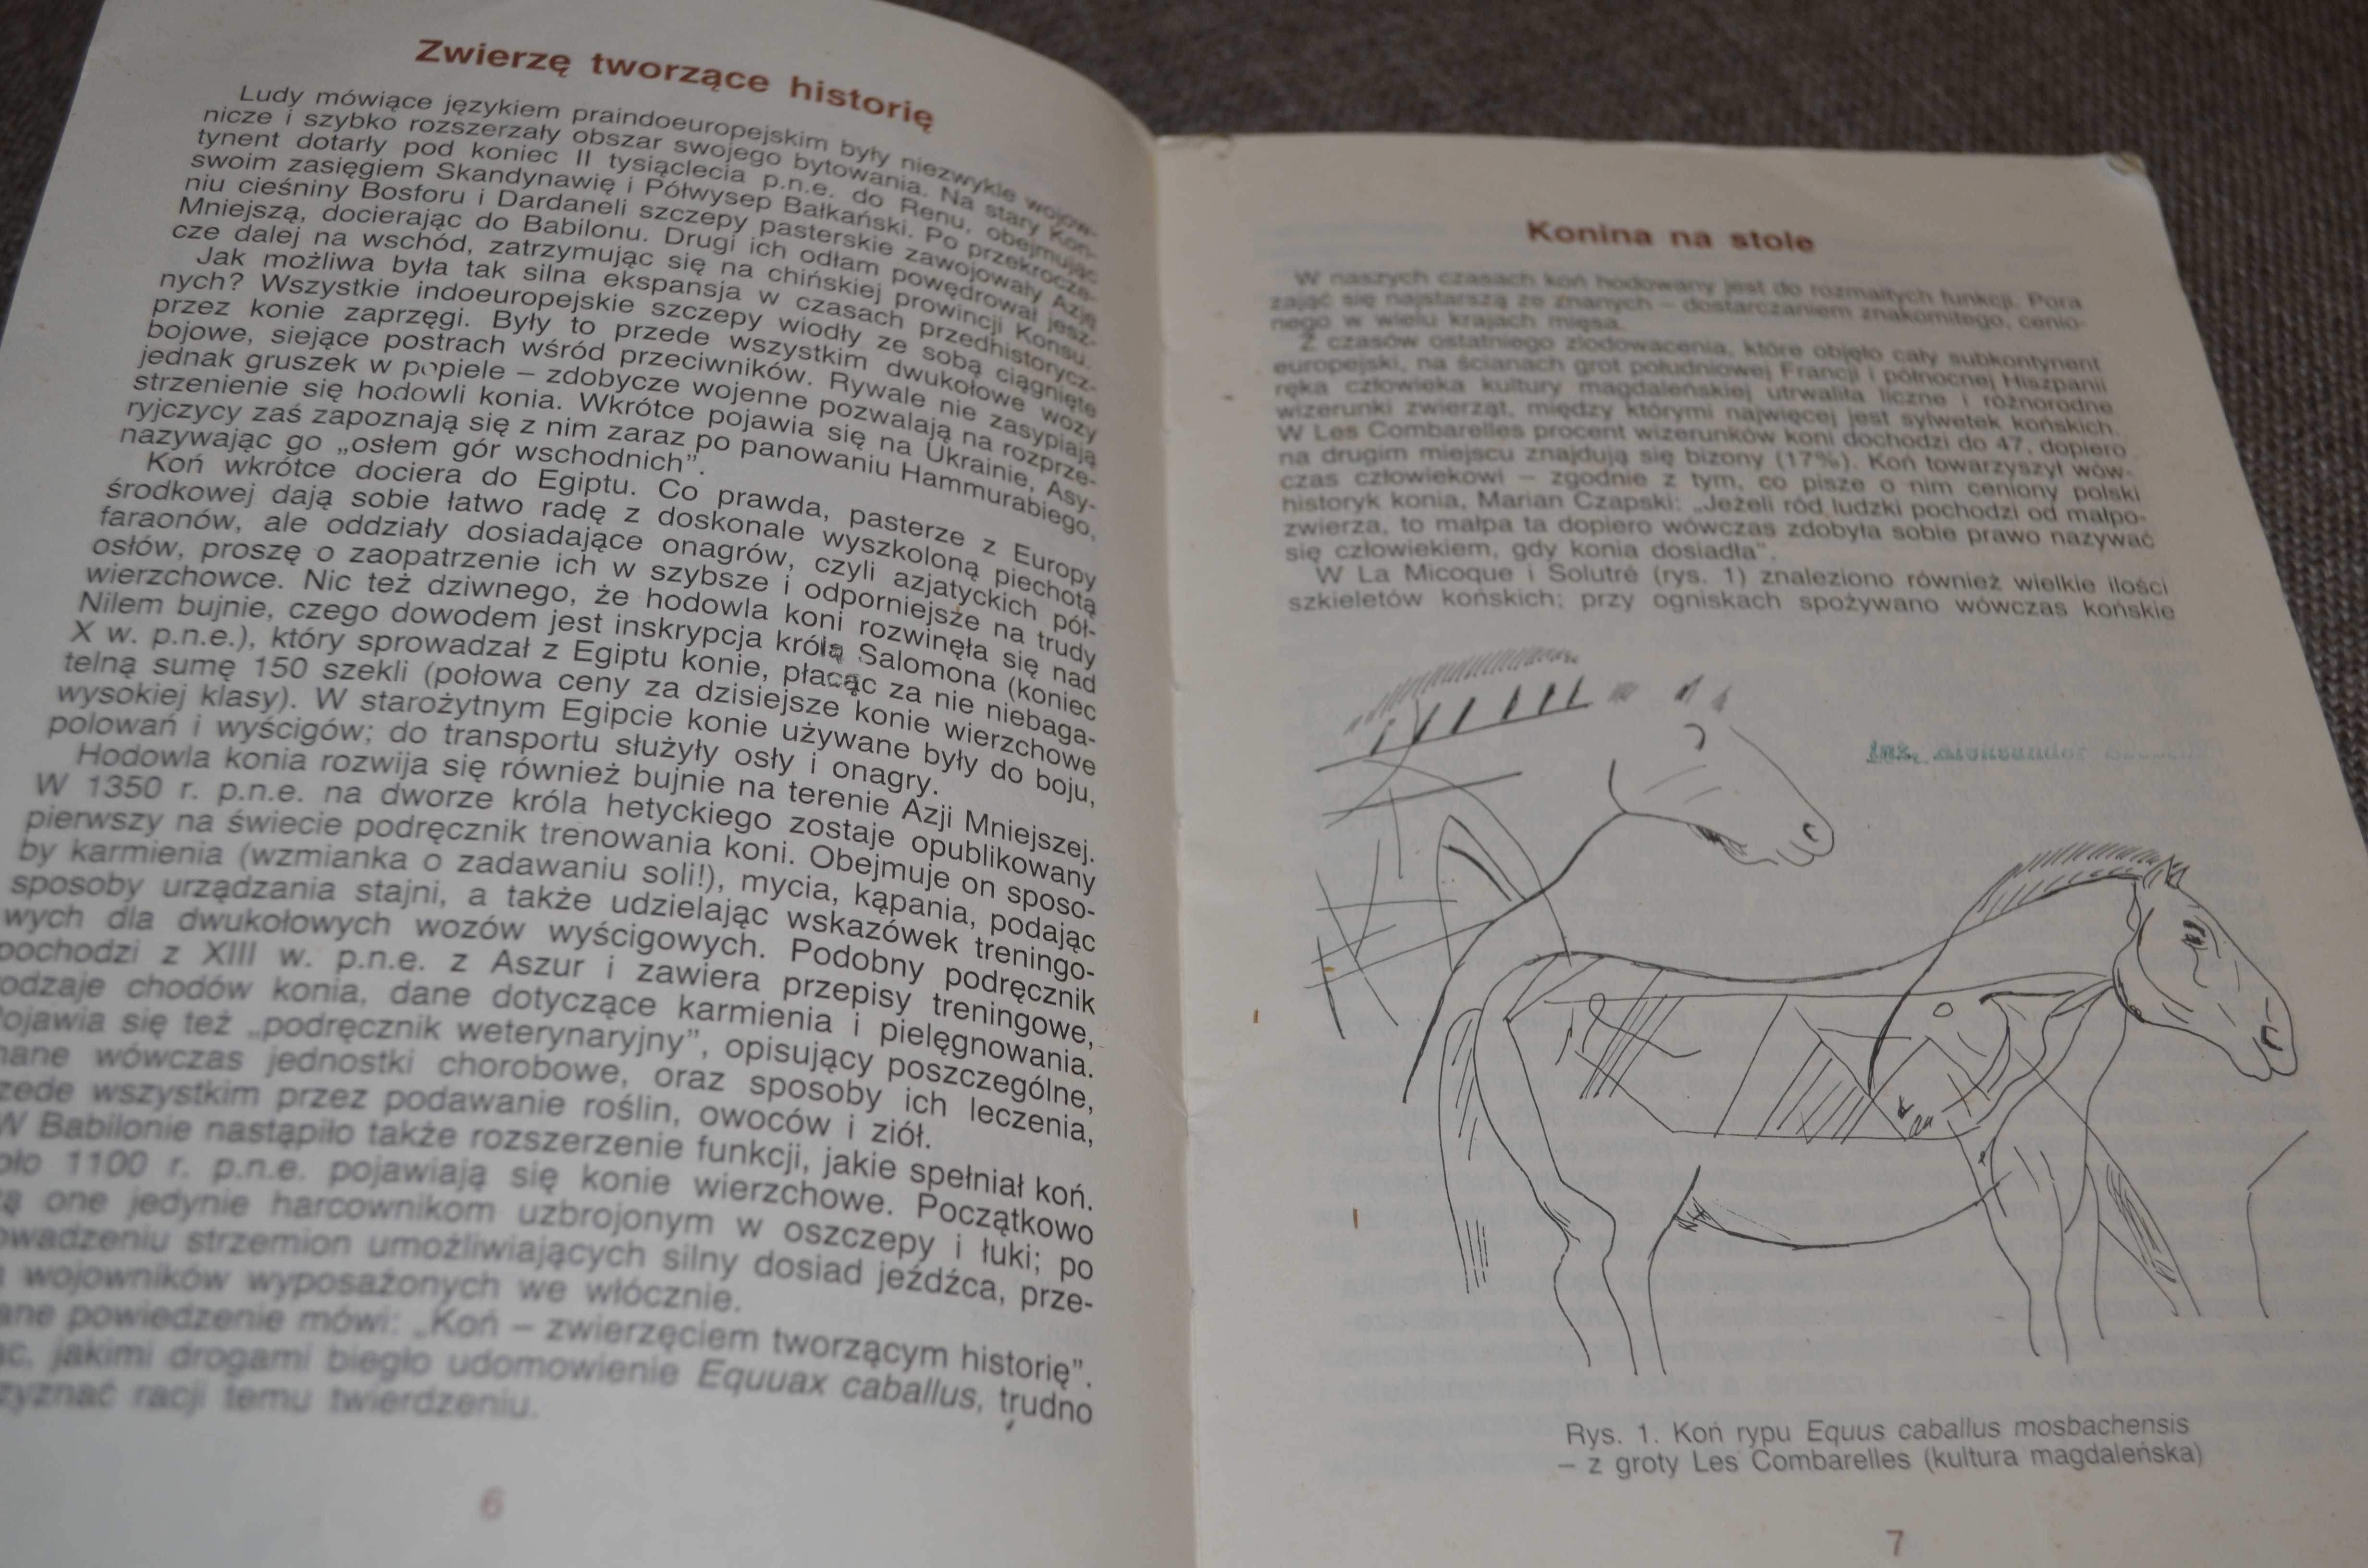 Zwierzę tworzące historię
Ludy mówiące językiem praindoeuropejskim były niezwykle wojow-
nicze i szybko rozszerzały obszar swojego bytowania. Na stary kon-
tynent dotarły pod koniec II tysiąclecia p.n.e. do Renu, obejmując
swoim zasięgiem Skandynawię i Półwysep Bałkański. Po przekrocze-
niu cieśniny Bosforu i Dardaneli szczepy pasterskie zawojowały Azję
Mniejszą, docierając do Babilonu. Drugi ich odłam powędrował jesz-
cze dalej na wschód, zatrzymując się na chińskiej prowincji Konsu.
Jak możliwa była tak silna ekspansja w czasach przedhistorycz-
nych? Wszystkie indoeuropejskie szczepy wiodły ze sobą ciągnięte
przez konie zaprzęgi. Były to przede wszystkim dwukołowe wozy
bojowe, siejące postrach wśród przeciwników. Rywale nie zasypiają
jednak gruszek w popiele – zdobycze wojenne pozwalają na rozprze-
strzenienie się hodowli konia. Wkrótce pojawia się na Ukrainie, Asy-
ryjczycy zaś zapoznają się z nim zaraz po panowaniu Hammurabiego,
nazywając go „osłem gór wschodnich”.
Koń wkrótce dociera do Egiptu. Co prawda, pasterze z Europy
środkowej dają sobie łatwo radę z doskonale wyszkoloną piechotą
faraonów, ale oddziały dosiadające onagrów, czyli azjatyckich pół-
osłów, proszę o zaopatrzenie ich w szybsze i odporniejsze na trudy
wierzchowce. Nic też dziwnego, że hodowla koni rozwinęła się nad
Nilem bujnie, czego dowodem jest inskrypcja króla Salomona (koniec
X w. p.n.e.), który sprowadzał z Egiptu konie, płacąc za nie niebaga-
telną sumę 150 szekli (połowa ceny za dzisiejsze konie wierzchowe
wysokiej klasy). W starożytnym Egipcie konie używane były do boju,
polowań i wyścigów; do transportu służyły osły i onagry.
Hodowla konia rozwija się również bujnie na terenie Azji Mniejszej.
W 1350 r. p.n.e. na dworze króla hetyckiego zostaje opublikowany
pierwszy na świecie podręcznik trenowania koni. Obejmuje on sposo-
by karmienia (wzmianka o zadawaniu soli!), mycia, kąpania, podając
sposoby urządzania stajni, a także udzielając wskazówek treningo-
wych dla dwukołowych wozów wyścigowych. Podobny podręcznik
pochodzi z XIII w. p.n.e. z Aszur i zawiera przepisy treningowe,
odzaje chodów konia, dane dotyczące karmienia i pielęgnowania.
ojawia się też „podręcznik weterynaryjny”, opisujący poszczególne,
nane wówczas jednostki chorobowe, oraz sposoby ich leczenia,
zede wszystkim przez podawanie roślin, owoców i ziół.
W Babilonie nastąpiło także rozszerzenie funkcji, jakie spełniał koń.
oło 1100 r. p.n.e. pojawiają się konie wierzchowe. Początkowo
ą one jedynie harcownikom uzbrojonym w oszczepy i łuki; po
owadzeniu strzemion umożliwiających silny dosiad jeźdźca, prze-
wojowników wyposażonych we włócznie.
ane powiedzenie mówi: „Koń – zwierzęciem tworzącym historię”.
ąc, jakimi drogami biegło udomowienie Equuax caballus, trudno
zyznać racji temu twierdzeniu.
6
Konina na stole
W naszych czasach koń hodowany jest do rozmaitych funkcji. Pora
zająć się najstarszą ze znanych – dostarczaniem znakomitego, cenio-
nego w wielu krajach mięsa.
Z czasów ostatniego zlodowacenia, które objęło cały subkontynent
europejski, na ścianach grot południowej Francji i północnej Hiszpanii
ręka człowieka kultury magdaleńskiej utrwaliła liczne i różnorodne
wizerunki zwierząt, między którymi najwięcej jest sylwetek końskich.
W Les Combarelles procent wizerunków koni dochodzi do 47, dopiero
na drugim miejscu znajdują się bizony (17%). Koń towarzyszył wów-
czas człowiekowi – zgodnie z tym, co pisze o nim ceniony polski
historyk konia, Marian Czapski: „Jeżeli ród ludzki pochodzi od małpo-
zwierza, to małpa ta dopiero wówczas zdobyła sobie prawo nazywać
się człowiekiem, gdy konia dosiadła”.
W La Micoque i Solutré (rys. 1) znaleziono również wielkie ilości
szkieletów końskich; przy ogniskach spożywano wówczas końskie
inż. Aleksander
Rys. 1. Koń rypu Equus caballus mosbachensis
– z groty Les Combarelles (kultura magdaleńska)
7